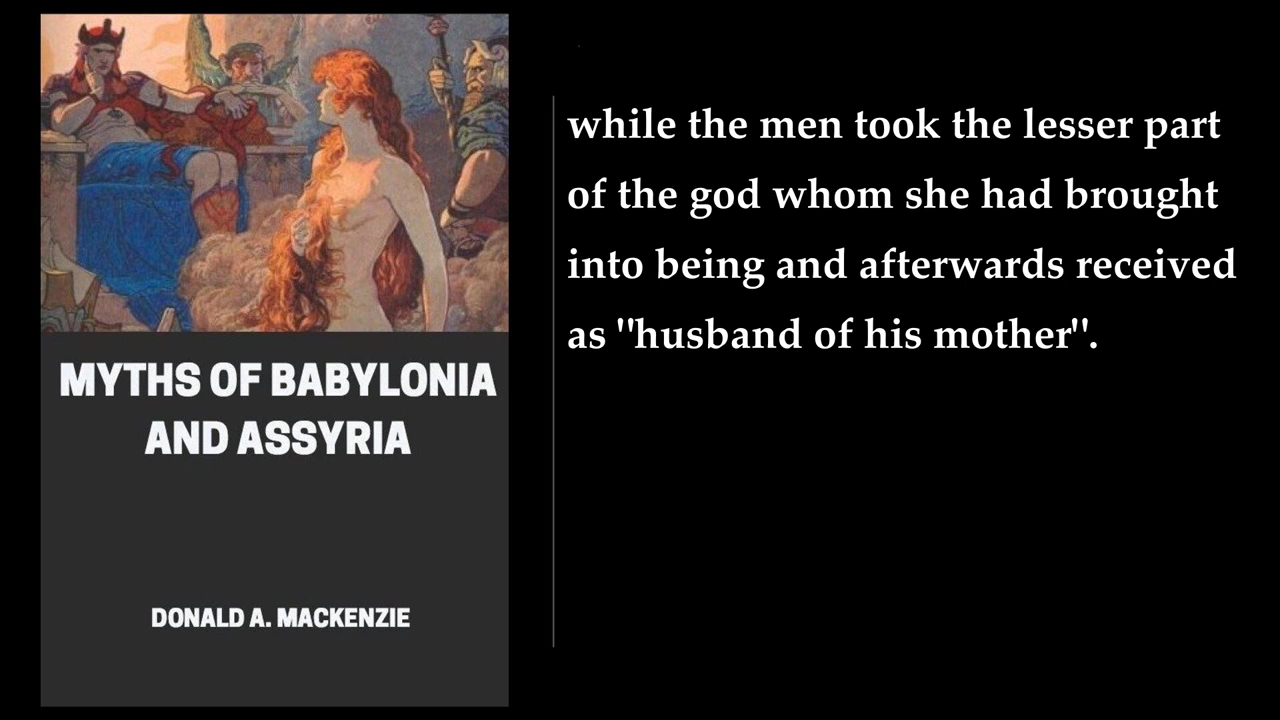 MYTHS OF BABYLONIA
AND ASSYRIA
DONALD A. MACKENZIE
while the men took the lesser part
of the god whom she had brought
into being and afterwards received
as "husband of his mother".